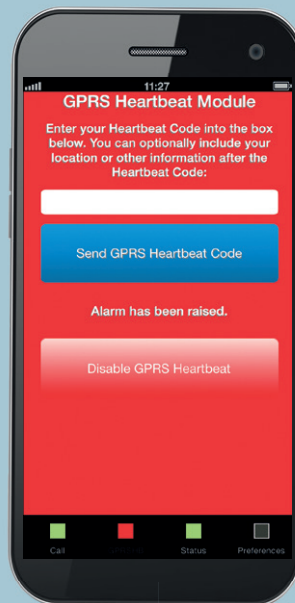 11:27
GPRS Heartbeat Module
Enter your Heartbeat Code into the box
below. You can optionally include your
location or other information after the
Heartbeat Code:
Send GPRS Heartbeat Code
Alarm has been raised.
Disable GPRS Heartbeat
Call
Status
Preferences